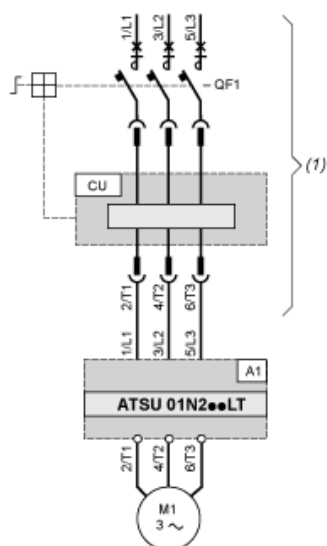 1/L1 3/L2 5/L3
QF1
(1)
CU
2/T1 4/T2 6/T3
1/L1 3/L2 5/L3
A1
ATSU 01N2●●LT
2/T1 4/T2 6/T3
M1
3 ~